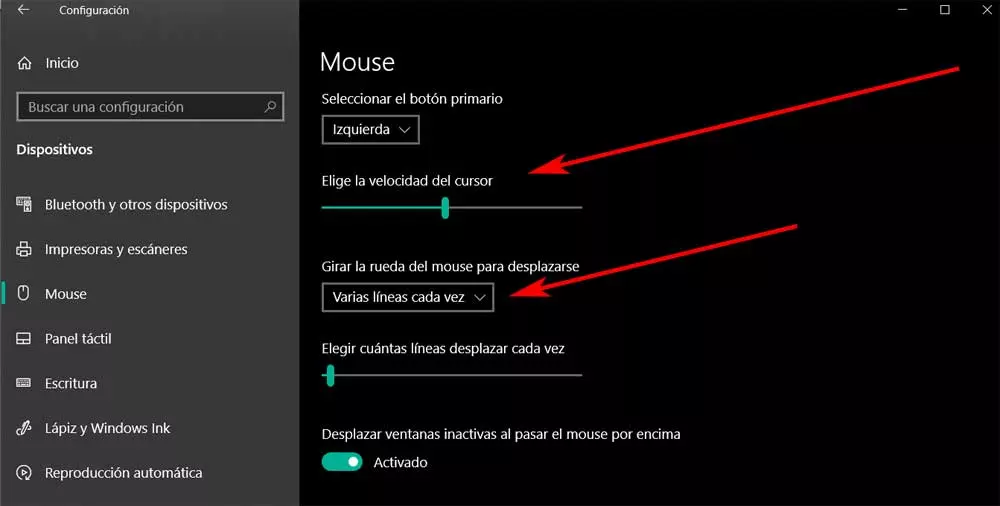 Configuración
Inicio
Buscar una configuración
Dispositivos
Bluetooth y otros dispositivos
Impresoras y escáneres
Mouse
Panel táctil
Escritura
Lápiz y Windows Ink
Reproducción automática
Mouse
Seleccionar el botón primario
Izquierda
Elige la velocidad del cursor
Girar la rueda del mouse para desplazarse
Varias líneas cada vez
Elegir cuántas líneas desplazar cada vez
Desplazar ventanas inactivas al pasar el mouse por encima
Activado